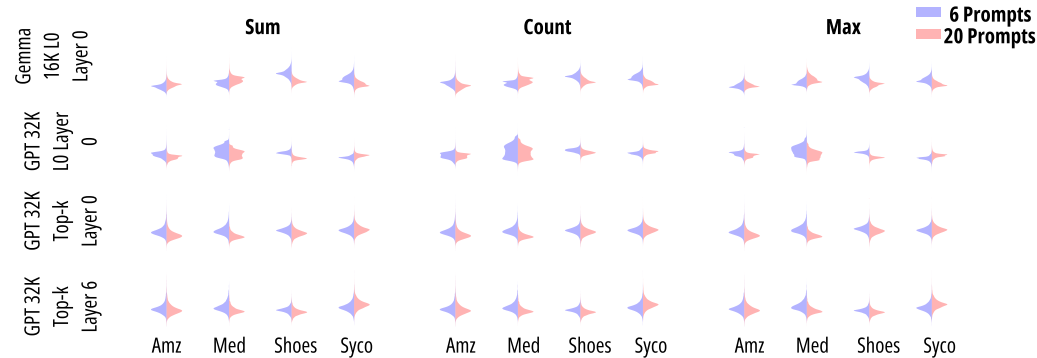 Sum
Count
Max
6 Prompts
20 Prompts
Gemma
16K L0
Layer 0
GPT 32K
L0 Layer
0
GPT 32K
Top-k
Layer 0
GPT 32K
Top-k
Layer 6
Amz Med Shoes Syco
Amz Med Shoes Syco
Amz Med Shoes Syco